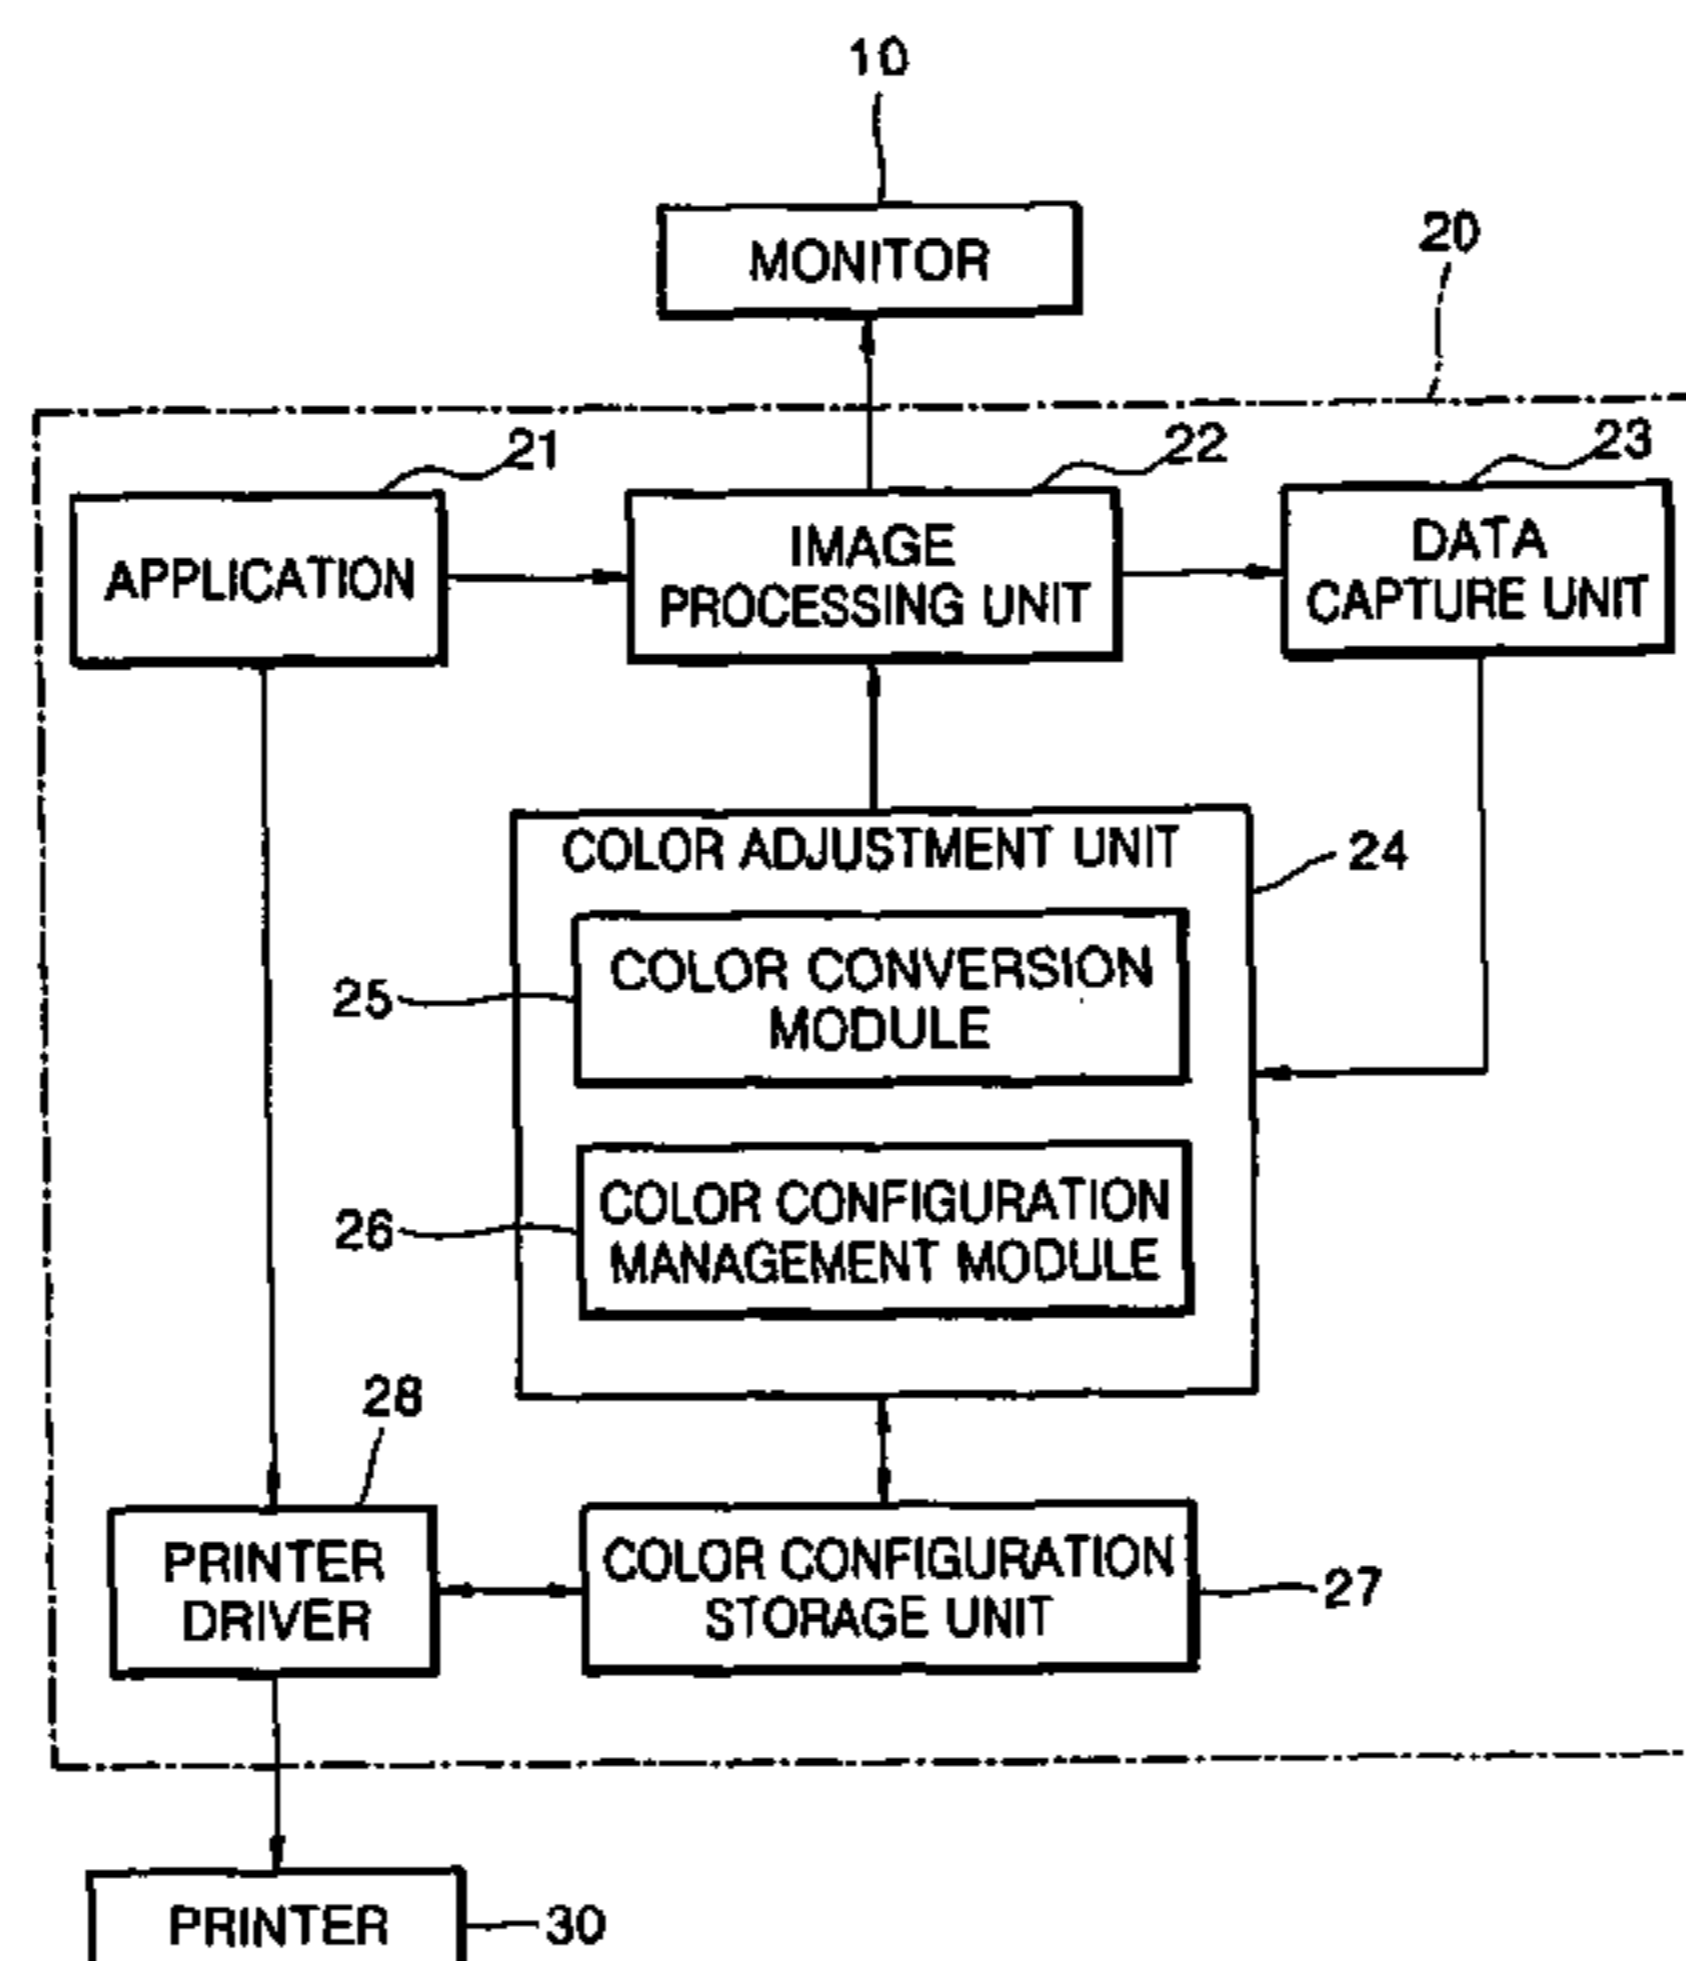 10
MONITOR
20
21
22
23
APPLICATION
IMAGE
PROCESSING UNIT
DATA
CAPTURE UNIT
COLOR ADJUSTMENT UNIT
24
COLOR CONVERSION
MODULE
25
COLOR CONFIGURATION
MANAGEMENT MODULE
26
28
PRINTER
DRIVER
COLOR CONFIGURATION
STORAGE UNIT
27
PRINTER
30